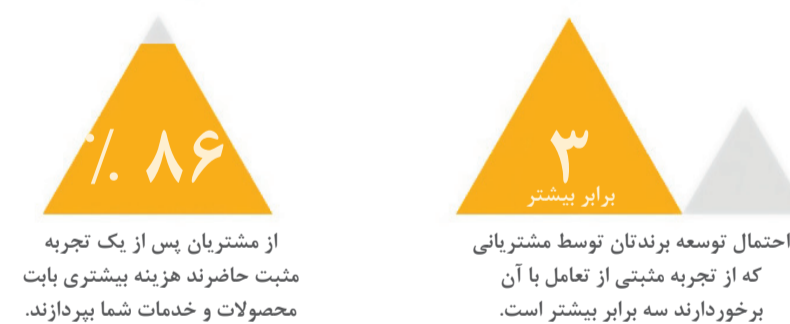 ۳
برابر بیشتر
احتمال توسعه برندتان توسط مشتریانی
که از تجربه مثبتی از تعامل با آن
برخوردارند سه برابر بیشتر است.
۸۶ ٪
از مشتریان پس از یک تجربه
مثبت حاضرند هزینه بیشتری بابت
محصولات و خدمات شما بپردازند.